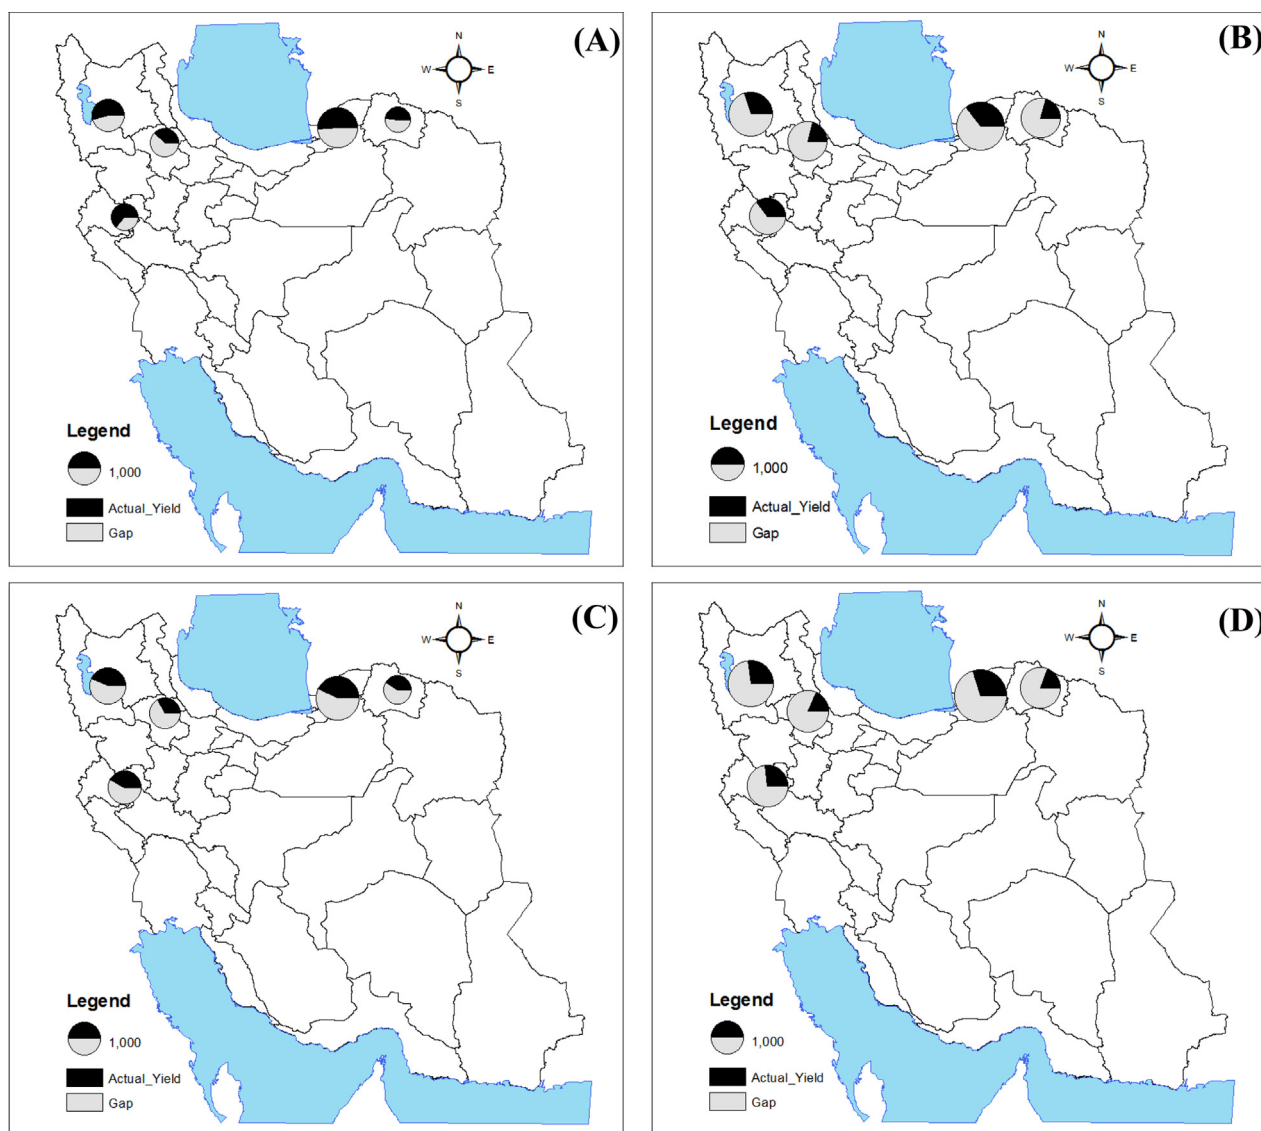 (A)
N
W E
S
Legend
1,000
Actual_Yield
Gap
(B)
N
W E
S
Legend
1,000
Actual_Yield
Gap
(C)
N
W E
S
Legend
1,000
Actual_Yield
Gap
(D)
N
W E
S
Legend
1,000
Actual_Yield
Gap